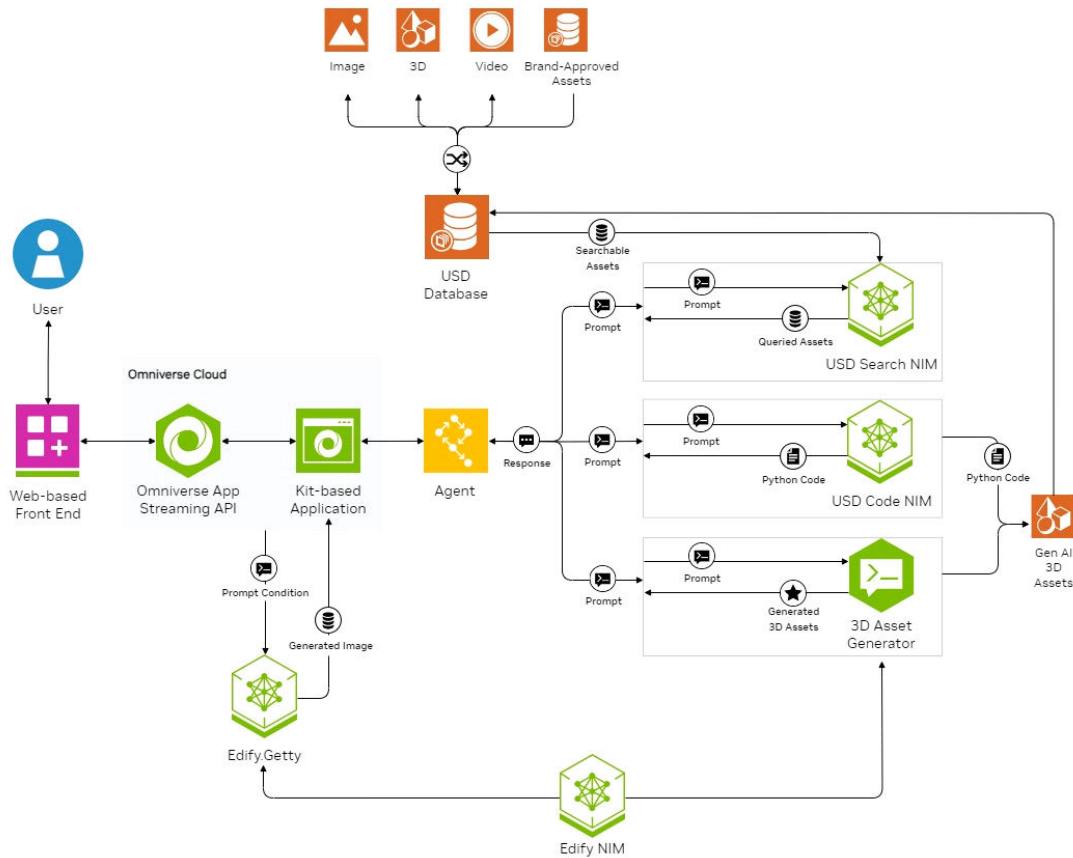 Image
3D
Video
Brand-Approved
Assets
USD
Database
Searchable
Assets
User
Prompt
Prompt
Queried Assets
USD Search NIM
Omniverse Cloud
Web-based
Front End
Omniverse App
Streaming API
Kit-based
Application
Agent
Response
Prompt
Prompt
Python Code
USD Code NIM
Python Code
Gen AI
3D
Assets
Prompt
Prompt
Generated
3D Assets
3D Asset
Generator
Prompt Condition
Generated Image
Edify.Getty
Edify NIM